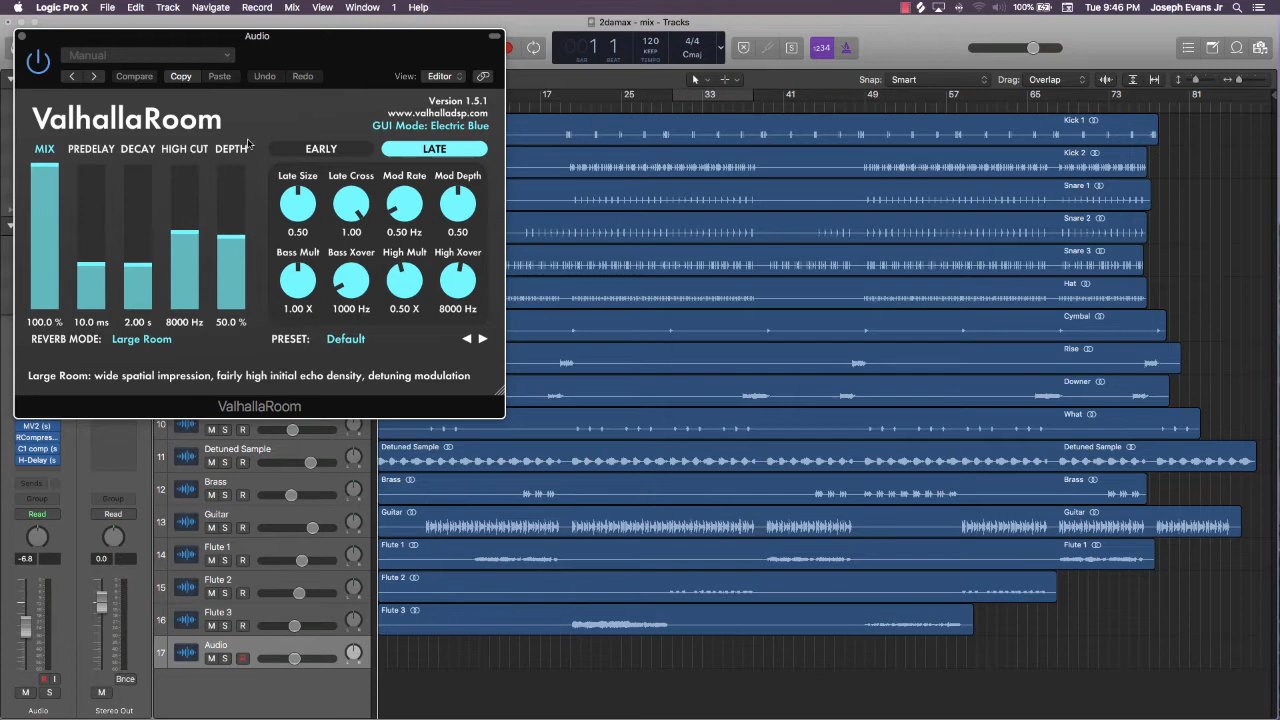 Logic Pro X File Edit Track Navigate Record Mix View Window 1 Help
100% Sun 9:46 PM Joseph Evans Jr
2damax - mix - Tracks
Audio
1 1
BAR BEAT
120
KEEP
TEMPO
4/4
Cmaj
1234
Manual
Compare Copy Paste Undo Redo View: Editor
Snap: Smart Drag: Overlap
17 25 33 41 49 57 65 73 81
ValhallaRoom
Version 1.5.1
www.valhalladsp.com
GUI Mode: Electric Blue
MIX PREDELAY DECAY HIGH CUT DEPTH
EARLY LATE
Late Size Late Cross Mod Rate Mod Depth
0.50 1.00 0.50 Hz 0.50
Bass Mult Bass Xover High Mult High Xover
1.00 X 1000 Hz 0.50 X 8000 Hz
100.0 % 10.0 ms 2.00 s 8000 Hz 50.0 %
REVERB MODE: Large Room PRESET: Default
Large Room: wide spatial impression, fairly high initial echo density, detuning modulation
ValhallaRoom
Kick 1
Kick 2
Snare 1
Snare 2
Snare 3
Hat
Cymbal
Rise
Downer
What
MV2 (s)
RCompres...
C1 comp (s
H-Delay (s)
Sends
Group
Read
-6.8
Group
Read
0.0
R I
Bnce
M S
M
Audio
Stereo Out
10
M S R
11 Detuned Sample
M S R
12 Brass
M S R
13 Guitar
M S R
14 Flute 1
M S R
15 Flute 2
M S R
16 Flute 3
M S R
17 Audio
M S R
Detuned Sample Detuned Sample
Brass Brass
Guitar Guitar
Flute 1 Flute 1
Flute 2
Flute 3